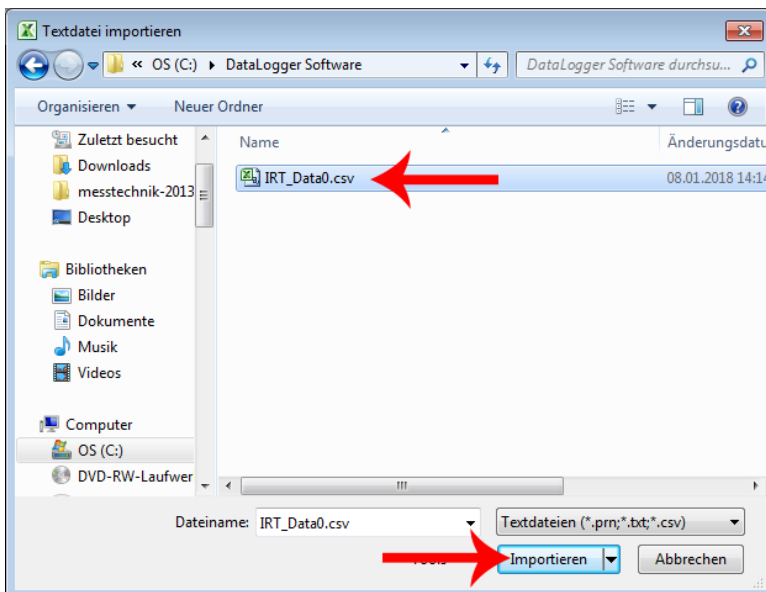 Textdatei importieren
« OS (C:) DataLogger Software DataLogger Software durchsu...
Organisieren Neuer Ordner
Zuletzt besucht Name Änderungsdatu
Downloads
IRT_Data0.csv 08.01.2018 14:14
messtechnik-2013
Desktop
Bibliotheken
Bilder
Dokumente
Musik
Videos
Computer
OS (C:)
DVD-RW-Laufwer
Dateiname: IRT_Data0.csv Textdateien (*.prn;*.txt;*.csv)
Importieren Abbrechen